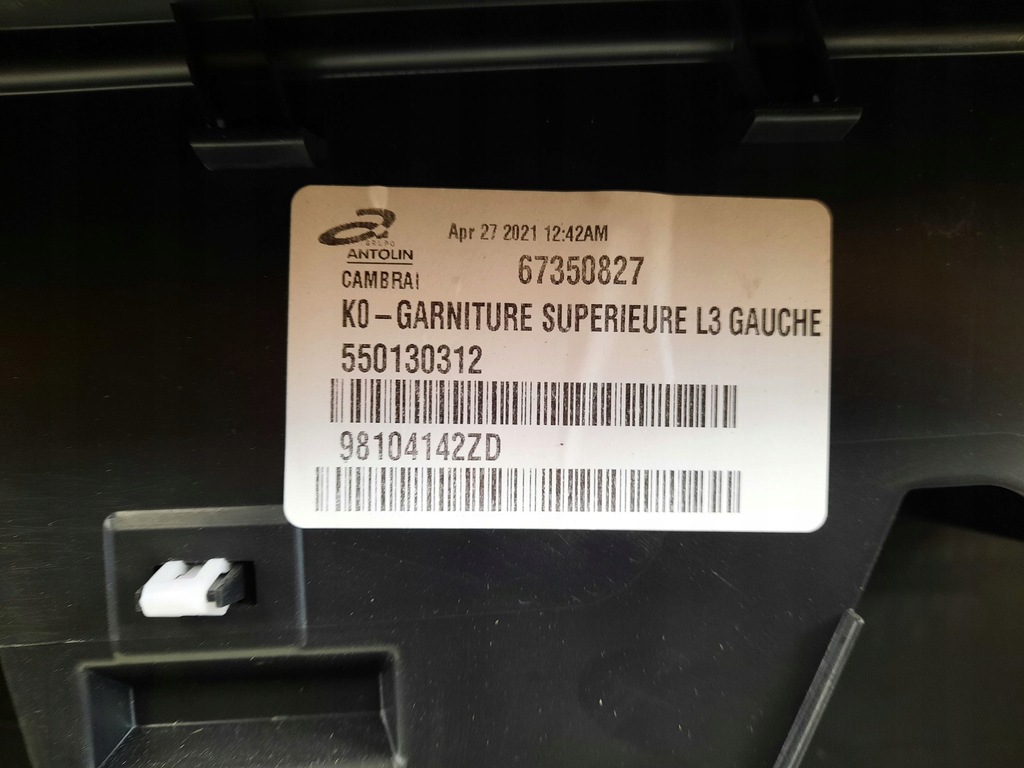 Apr 27 2021 12:42AM
GRUPO
ANTOLIN
CAMBRAI
67350827
K0-GARNITURE SUPERIEURE L3 GAUCHE
550130312
98104142ZD